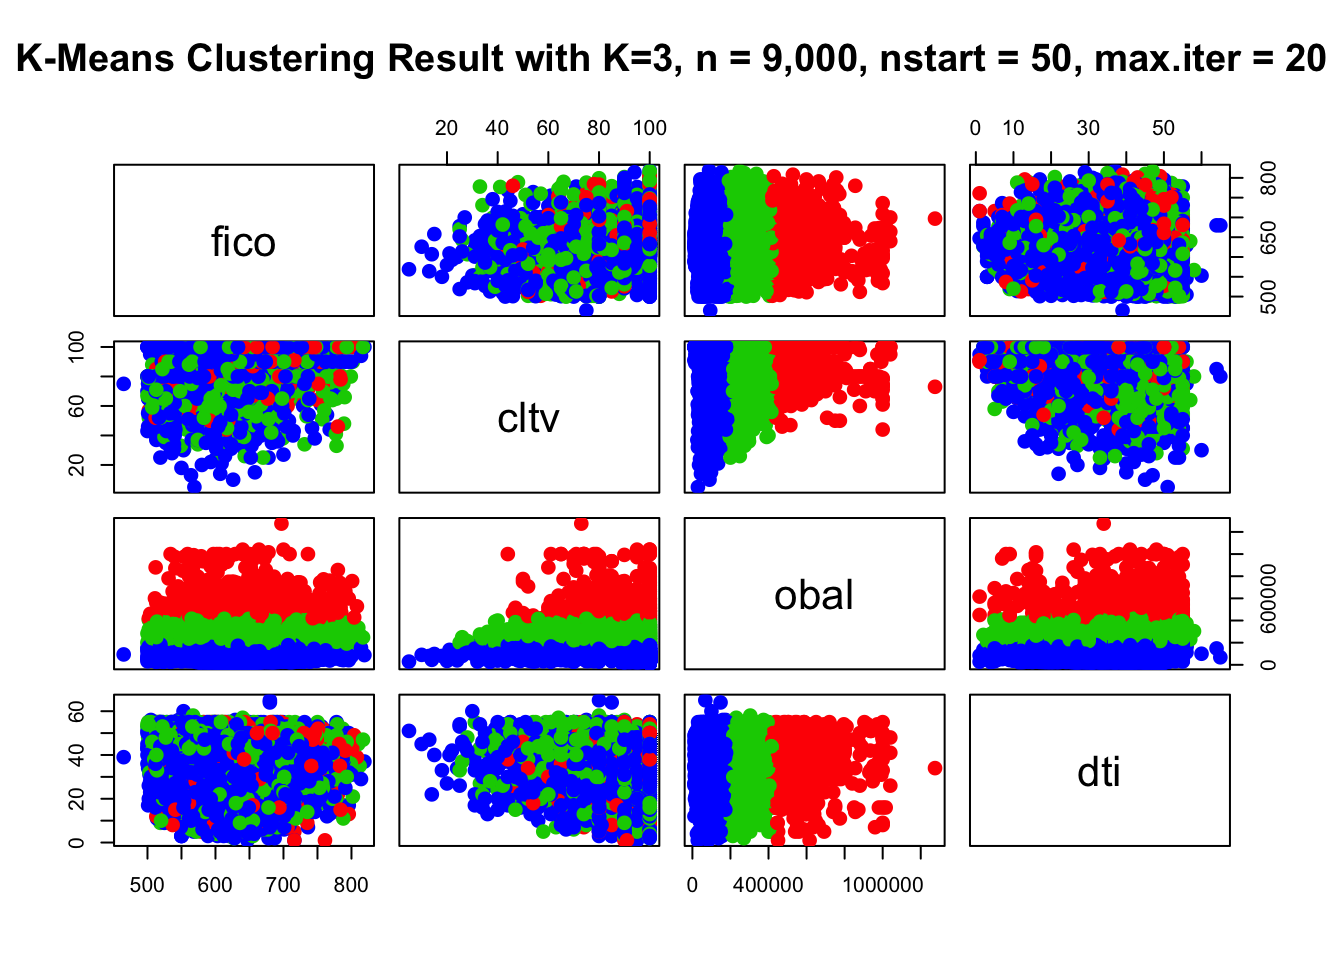 K-Means Clustering Result with K=3, n = 9,000, nstart = 50, max.iter = 20
20 40 60 80 100
0 10 30 50
fico
500 650 800
20 60 100
cltv
obal
0 600000
0 20 40 60
dti
500 600 700 800
0 400000 1000000